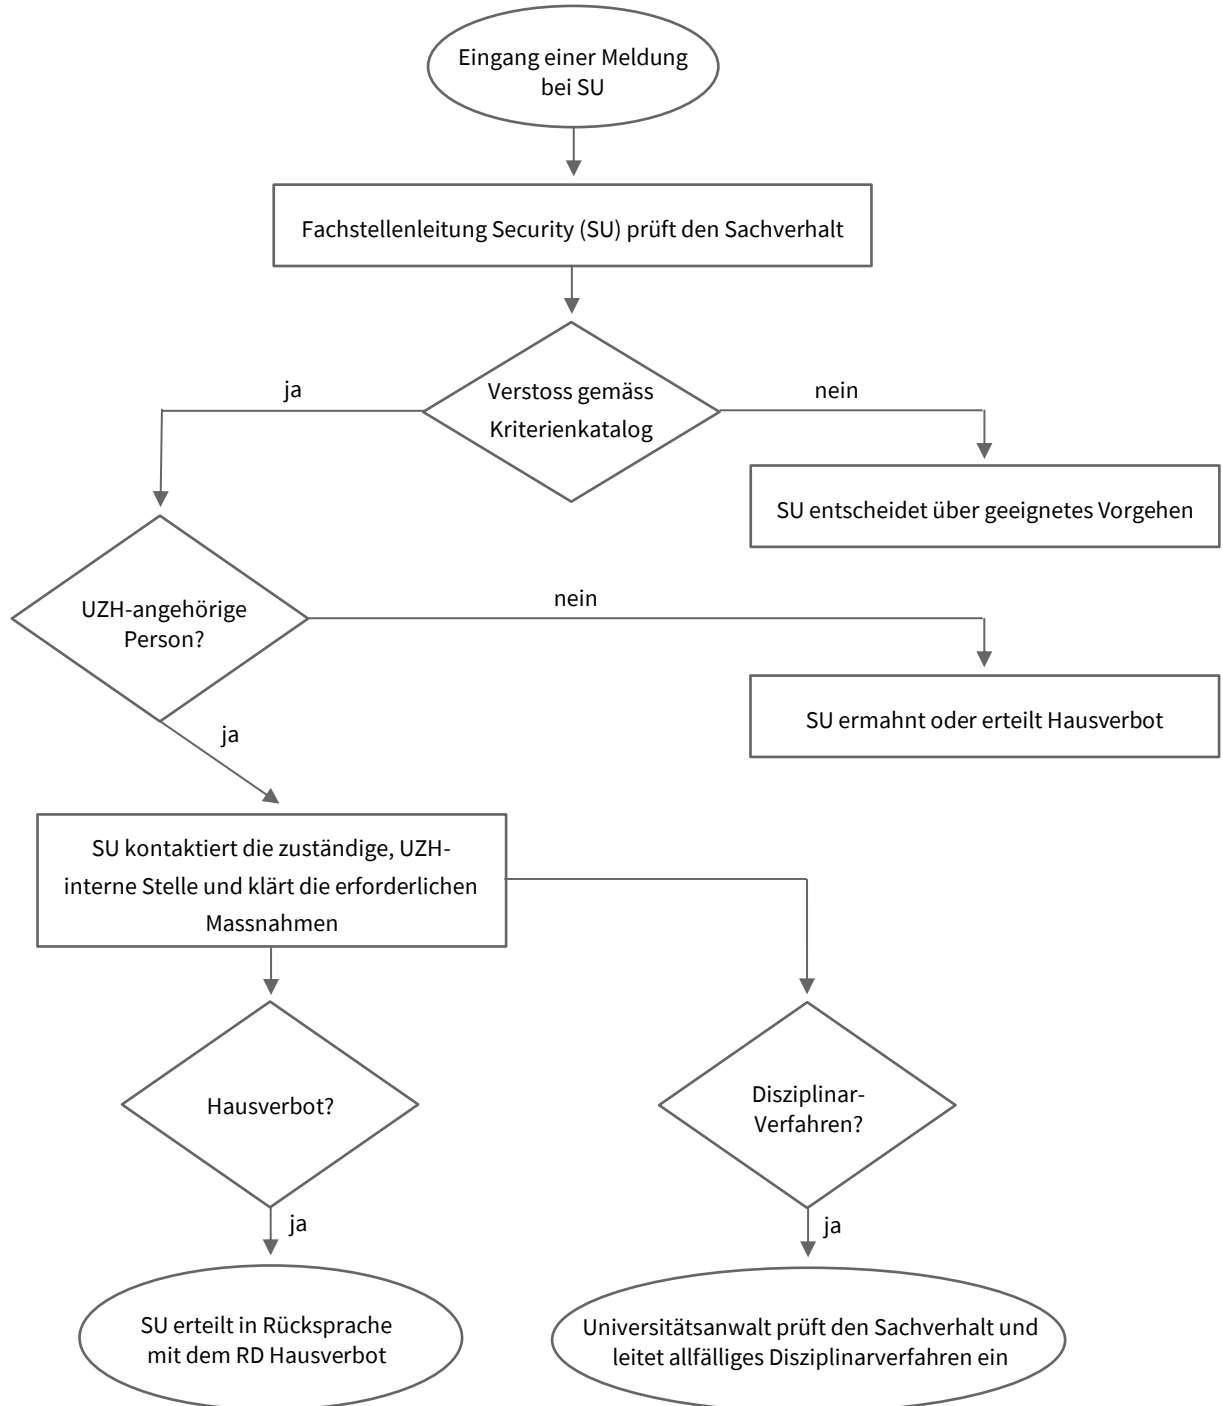 Eingang einer Meldung
bei SU
Fachstellenleitung Security (SU) prüft den Sachverhalt
ja
Verstoss gemäss
Kriterienkatalog
nein
SU entscheidet über geeignetes Vorgehen
UZH-angehörige
Person?
nein
SU ermahnt oder erteilt Hausverbot
ja
SU kontaktiert die zuständige, UZH-
interne Stelle und klärt die erforderlichen
Massnahmen
Hausverbot?
Disziplinar-
Verfahren?
ja
ja
SU erteilt in Rücksprache
mit dem RD Hausverbot
Universitätsanwalt prüft den Sachverhalt und
leitet allfälliges Disziplinarverfahren ein